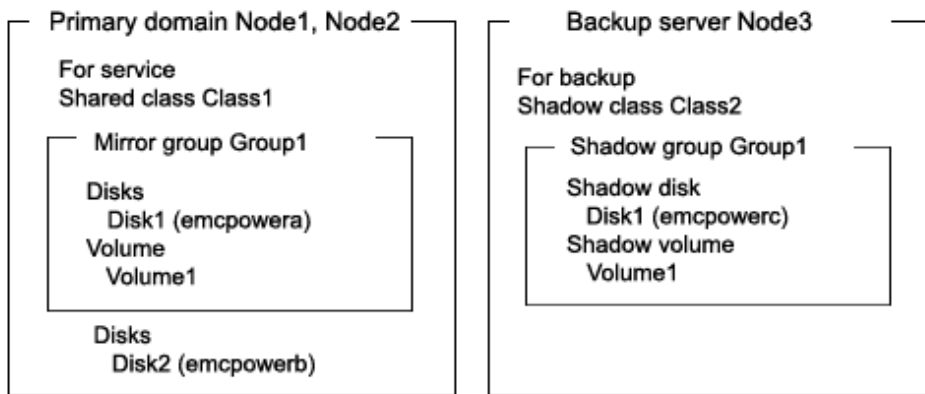 Primary domain Node1, Node2
For service
Shared class Class1
Mirror group Group1
Disks
Disk1 (emcpowera)
Volume
Volume1
Disks
Disk2 (emcpowerb)
Backup server Node3
For backup
Shadow class Class2
Shadow group Group1
Shadow disk
Disk1 (emcpowerc)
Shadow volume
Volume1